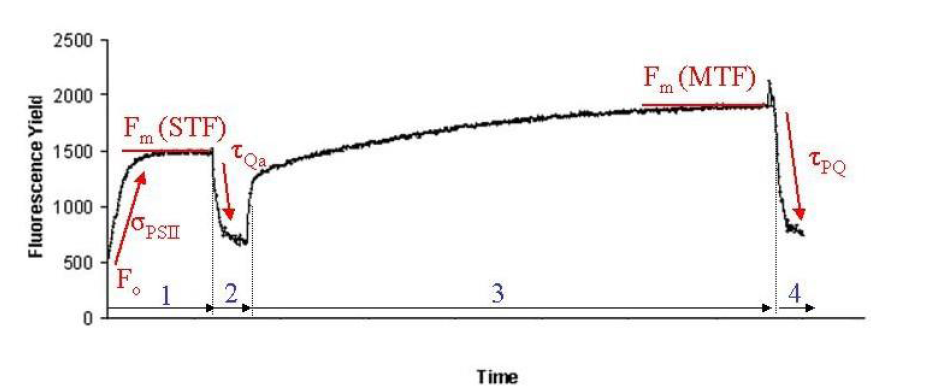 Fluorescence Yield
2500
2000
1500
1000
500
0
Fm (STF)
τQa
σPSII
Fo
Fm (MTF)
τPQ
1
2
3
4
Time